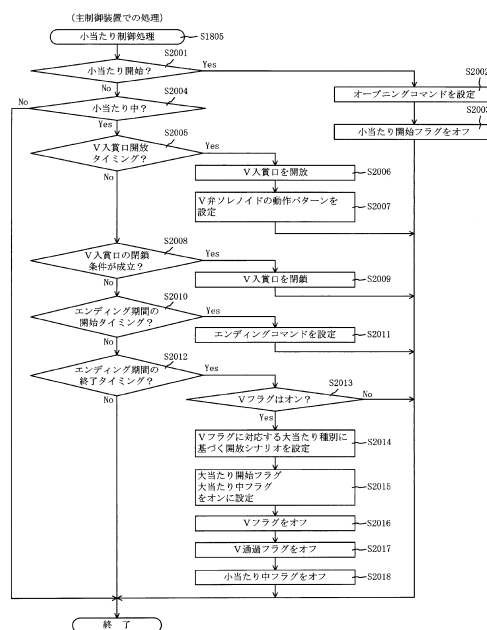 (主制御装置での処理)
小当たり制御処理
S1805
S2001
小当たり開始?
Yes
No
S2002
オープニングコマンドを設定
S2003
小当たり開始フラグをオフ
S2004
No
小当たり中?
Yes
S2005
V入賞口開放
タイミング?
Yes
No
V入賞口を開放
S2006
V弁ソレノイドの動作パターンを
設定
S2007
S2008
V入賞口の閉鎖
条件が成立?
Yes
No
V入賞口を閉鎖
S2009
S2010
エンディング期間の
開始タイミング?
Yes
No
エンディングコマンドを設定
S2011
S2012
エンディング期間の
終了タイミング?
Yes
No
S2013
Vフラグはオン?
No
Yes
Vフラグに対応する大当たり種別に
基づく開放シナリオを設定
S2014
大当たり開始フラグ
大当たり中フラグ
をオンに設定
S2015
Vフラグをオフ
S2016
V通過フラグをオフ
S2017
小当たり中フラグをオフ
S2018
終 了